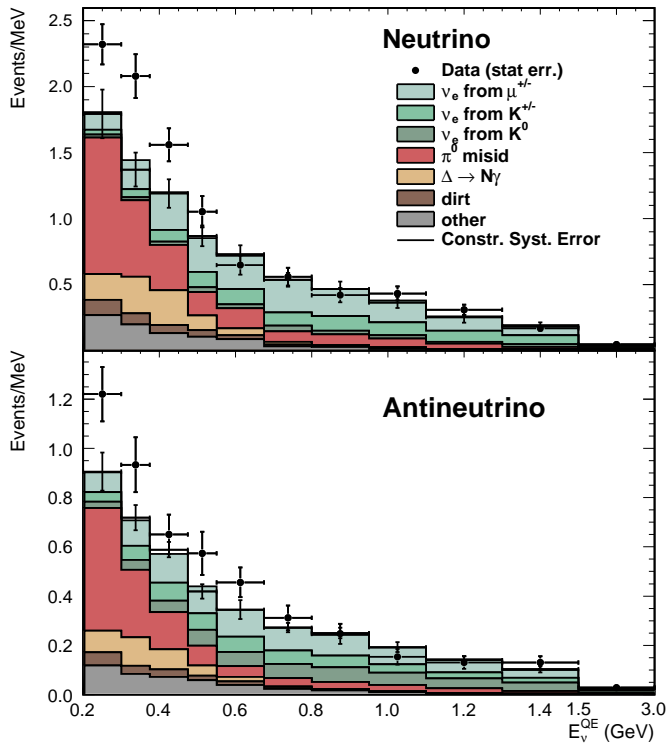 Events/MeV
2.5
2.0
1.5
1.0
0.5
Neutrino
Data (stat err.)
νe from μ+/-
νe from K+/-
νe from K0
π0 misid
Δ → Nγ
dirt
other
Constr. Syst. Error
Events/MeV
1.2
1.0
0.8
0.6
0.4
0.2
0.0
Antineutrino
0.2 0.4 0.6 0.8 1.0 1.2 1.4 1.5 3.0
EνQE (GeV)